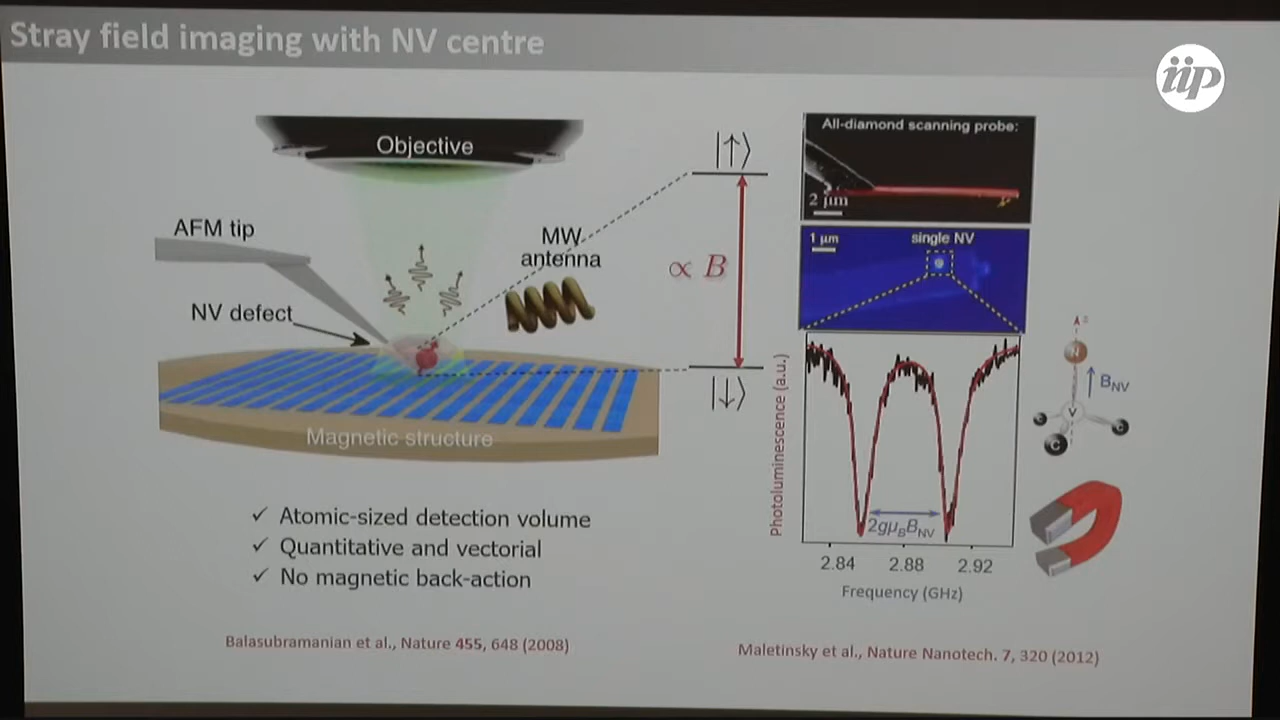 Stray field imaging with NV centre
iip
Objective
AFM tip
NV defect
MW
antenna
Magnetic structure
|↑⟩
∝ B
|↓⟩
✓ Atomic-sized detection volume
✓ Quantitative and vectorial
✓ No magnetic back-action
Balasubramanian et al., Nature 455, 648 (2008)
All-diamond scanning probe:
2 µm
1 µm
single NV
Photoluminescence (a.u.)
2gµBBNV
2.84 2.88 2.92
Frequency (GHz)
z
N
BNV
V
C
C
C
Maletinsky et al., Nature Nanotech. 7, 320 (2012)